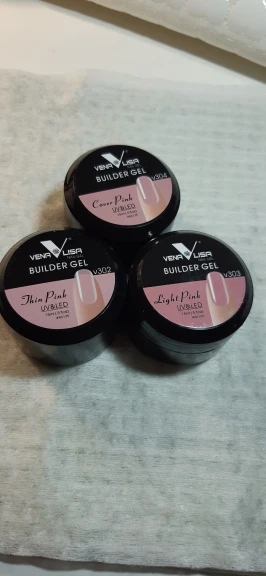 VENA LISA
BUILDER GEL
V304
Cover Pink
UV&LED
VENA LISA
BUILDER GEL
V302
Thin Pink
UV&LED
VENA LISA
BUILDER GEL
V303
Light Pink
UV&LED